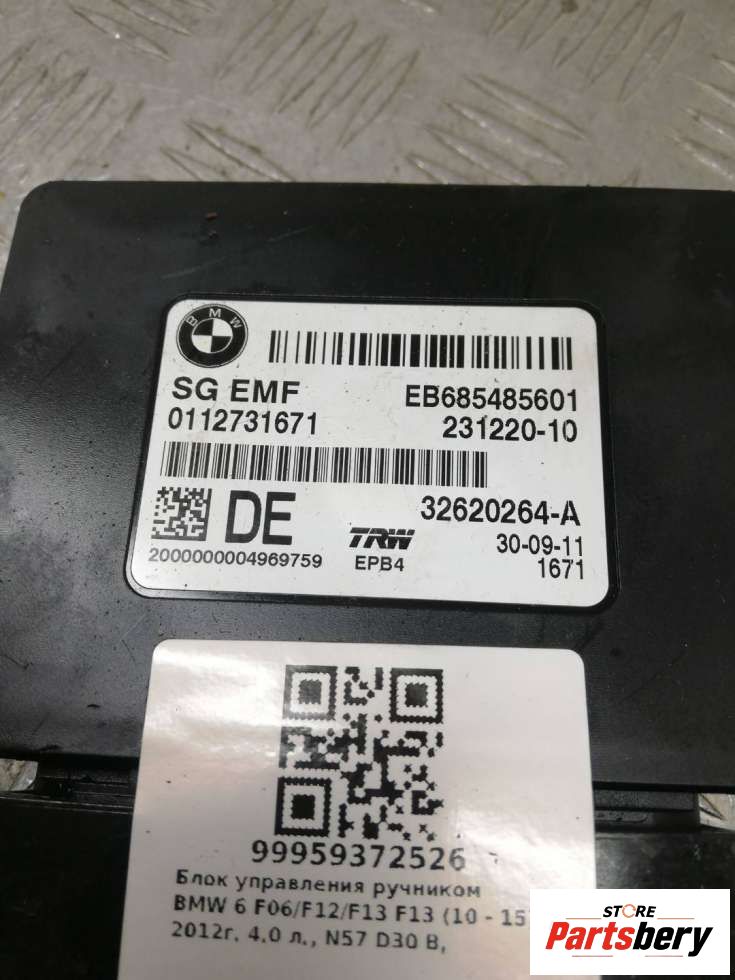 BMW
SG EMF
EB685485601
0112731671
231220-10
DE
32620264-A
TRW
30-09-11
2000000004969759
EPB4
1671
99959372526
Блок управления ручником
BMW 6 F06/F12/F13 F13 (10 - 15
2012г. 4.0 л., N57 D30 B,
STORE
Partsbery